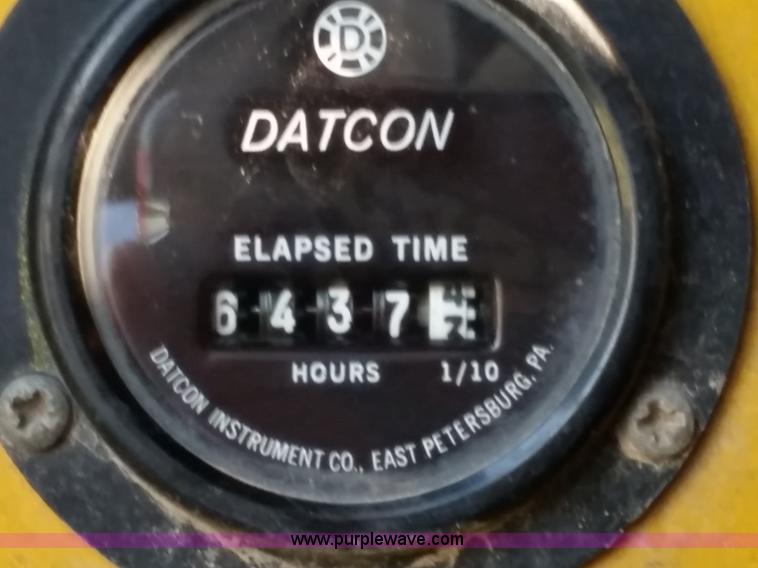 D
DATCON
ELAPSED TIME
6437
HOURS 1/10
DATCON INSTRUMENT CO., EAST PETERSBURG, PA.
www.purplewave.com